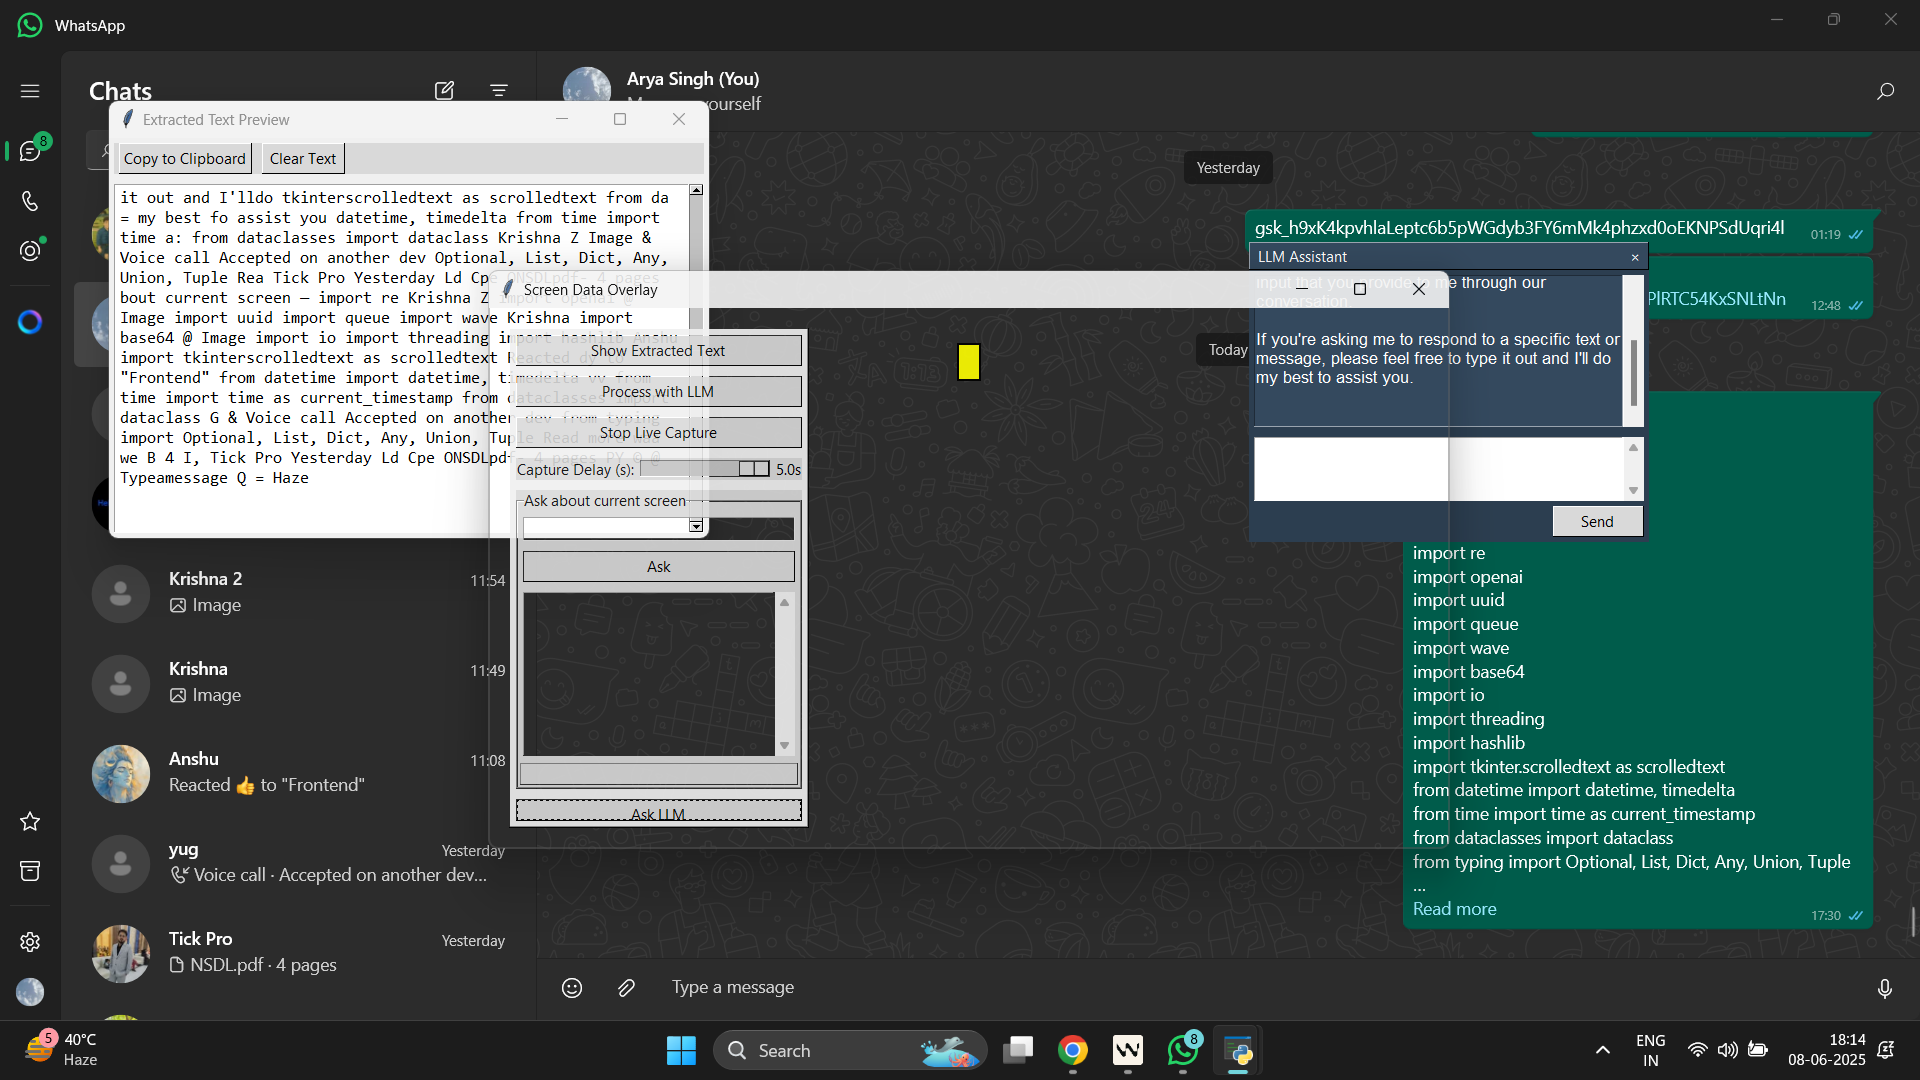 WhatsApp
Chats
Arya Singh (You)
yourself
8
Yesterday
Extracted Text Preview
Copy to Clipboard
Clear Text
it out and I'lldo tkinterscrolledtext as scrolledtext from da
= my best fo assist you datetime, timedelta from time import
time a: from dataclasses import dataclass Krishna Z Image &
Voice call Accepted on another dev Optional, List, Dict, Any,
Union, Tuple Rea Tick Pro Yesterday Ld Cpe ONSDLpdf- 4 pages
bout current screen — import re Krishna Z import openai @
Image import uuid import queue import wave Krishna import
base64 @ Image import io import threading import hashlib Anshu
import tkinterscrolledtext as scrolledtext Reacted dy to
"Frontend" from datetime import datetime, timedelta vv from
time import time as current_timestamp from dataclasses import
dataclass G & Voice call Accepted on another dev from typing
import Optional, List, Dict, Any, Union, Tuple Read more
we B 4 I, Tick Pro Yesterday Ld Cpe ONSDLpdf- 4 pages PY © @
Typeamessage Q = Haze
Screen Data Overlay
Show Extracted Text
Process with LLM
Stop Live Capture
Capture Delay (s):
5.0s
Ask about current screen
Ask
Ask LLM
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
01:19
LLM Assistant
input that you provide to me through our
conversation.
If you're asking me to respond to a specific text or
message, please feel free to type it out and I'll do
my best to assist you.
Send
PlRTC54KxSNLtNn
12:48
Today
import re
import openai
import uuid
import queue
import wave
import base64
import io
import threading
import hashlib
import tkinter.scrolledtext as scrolledtext
from datetime import datetime, timedelta
from time import time as current_timestamp
from dataclasses import dataclass
from typing import Optional, List, Dict, Any, Union, Tuple
...
Read more
17:30
Krishna 2
11:54
Image
Krishna
11:49
Image
Anshu
11:08
Reacted 👍 to "Frontend"
yug
Yesterday
Voice call · Accepted on another dev...
Tick Pro
Yesterday
NSDL.pdf · 4 pages
Type a message
5
40°C
Haze
Search
8
ENG
IN
18:14
08-06-2025